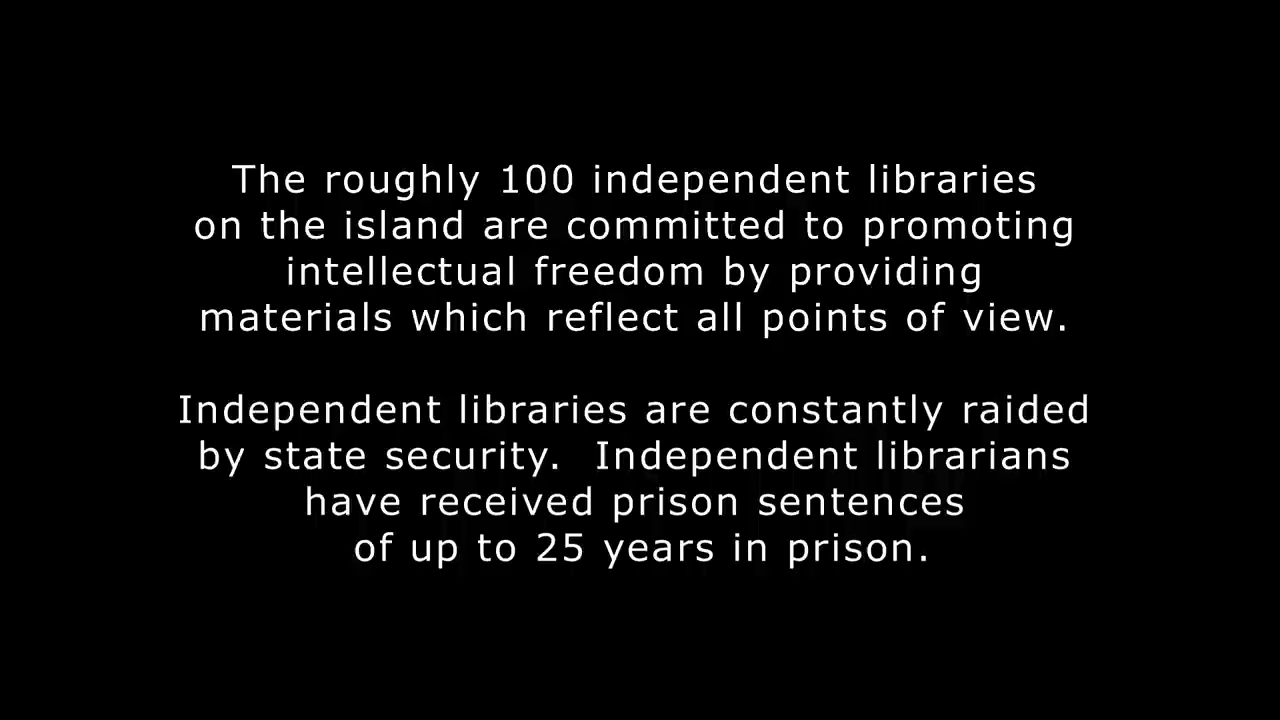 The roughly 100 independent libraries
on the island are committed to promoting
intellectual freedom by providing
materials which reflect all points of view.
Independent libraries are constantly raided
by state security.  Independent librarians
have received prison sentences
of up to 25 years in prison.